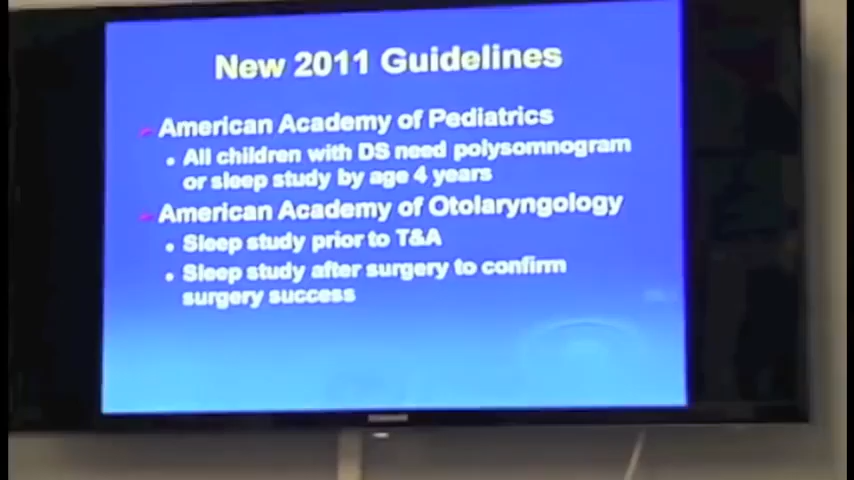 New 2011 Guidelines
American Academy of Pediatrics
• All children with DS need polysomnogram
or sleep study by age 4 years
American Academy of Otolaryngology
• Sleep study prior to T&A
• Sleep study after surgery to confirm
surgery success